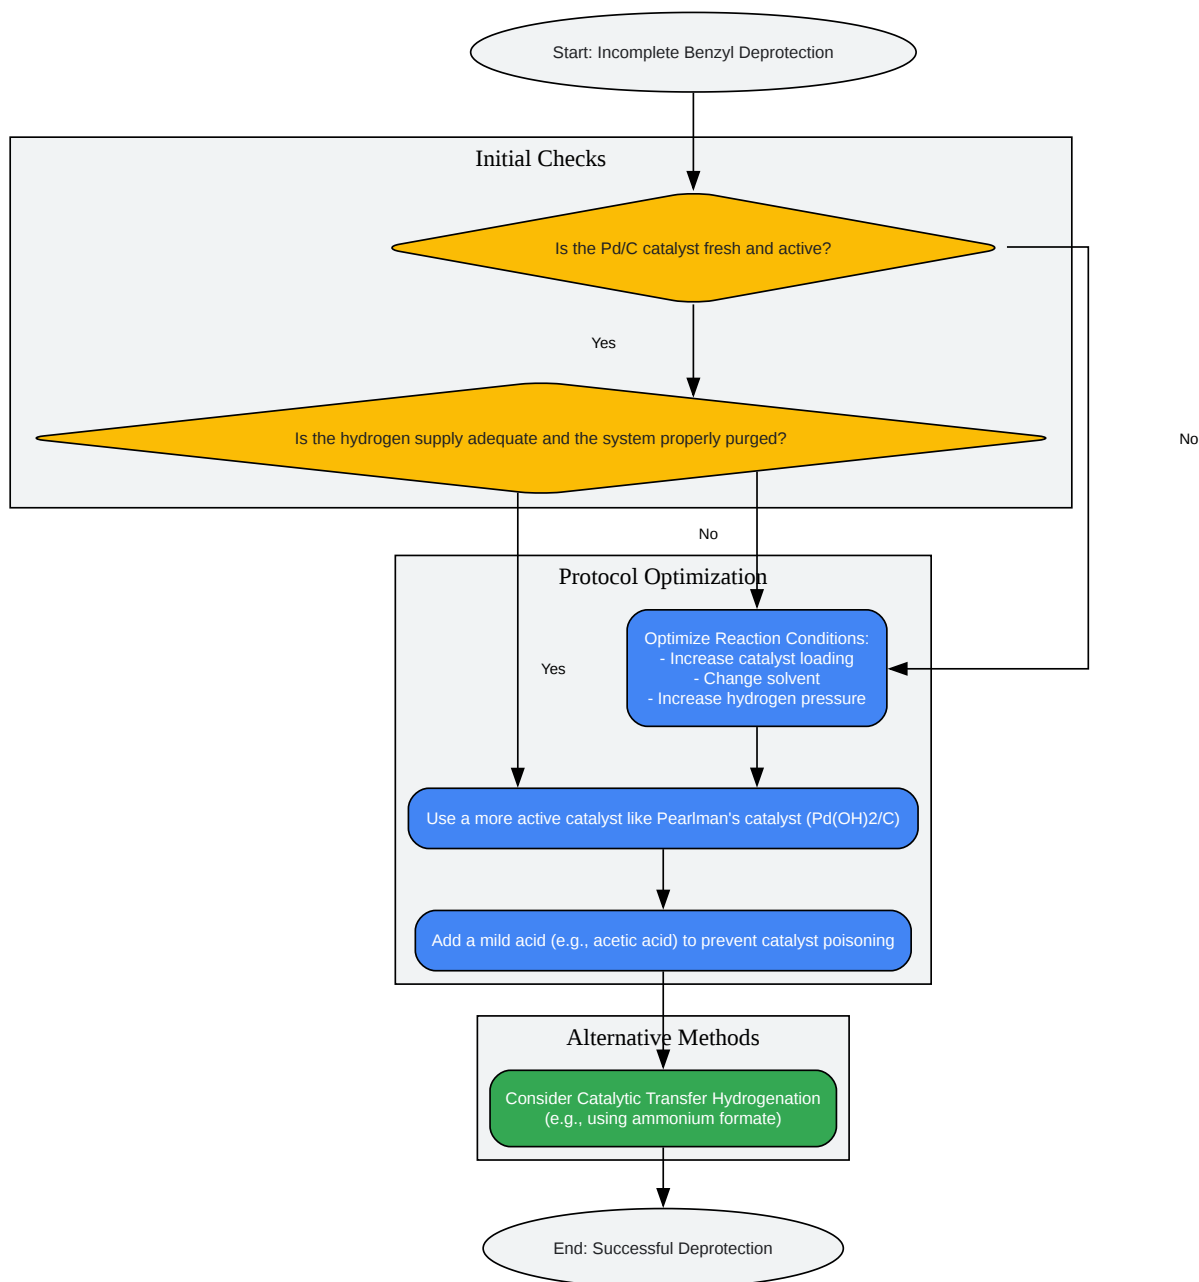 Start: Incomplete Benzyl Deprotection
Initial Checks
Is the Pd/C catalyst fresh and active?
Yes
Is the hydrogen supply adequate and the system properly purged?
No
No
Protocol Optimization
Optimize Reaction Conditions:
- Increase catalyst loading
- Change solvent
- Increase hydrogen pressure
Yes
Use a more active catalyst like Pearlman's catalyst (Pd(OH)2/C)
Add a mild acid (e.g., acetic acid) to prevent catalyst poisoning
Alternative Methods
Consider Catalytic Transfer Hydrogenation
(e.g., using ammonium formate)
End: Successful Deprotection